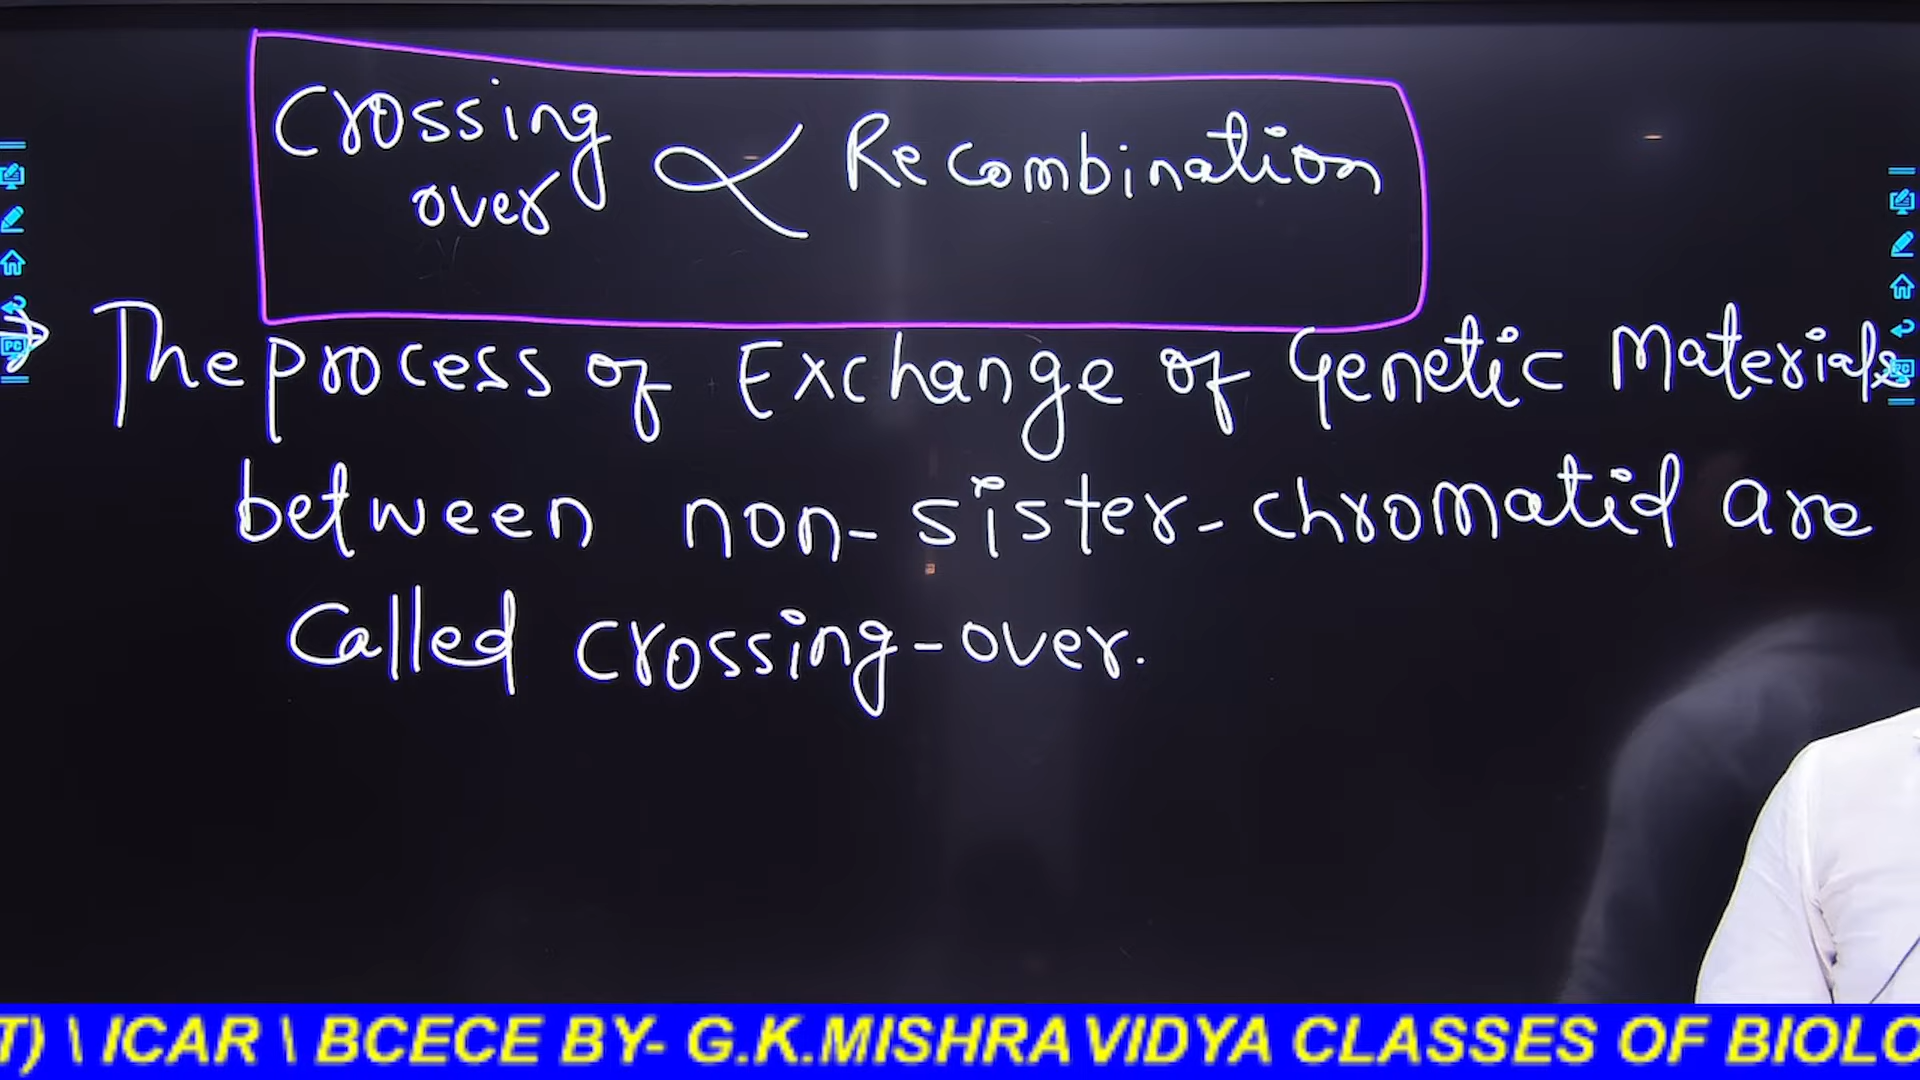 Crossing over ∝ Recombination
→ The process of Exchange of Genetic Materials
between non-sister-chromatid are
Called crossing-over.
T) \ ICAR \ BCECE BY- G.K.MISHRA VIDYA CLASSES OF BIOLO